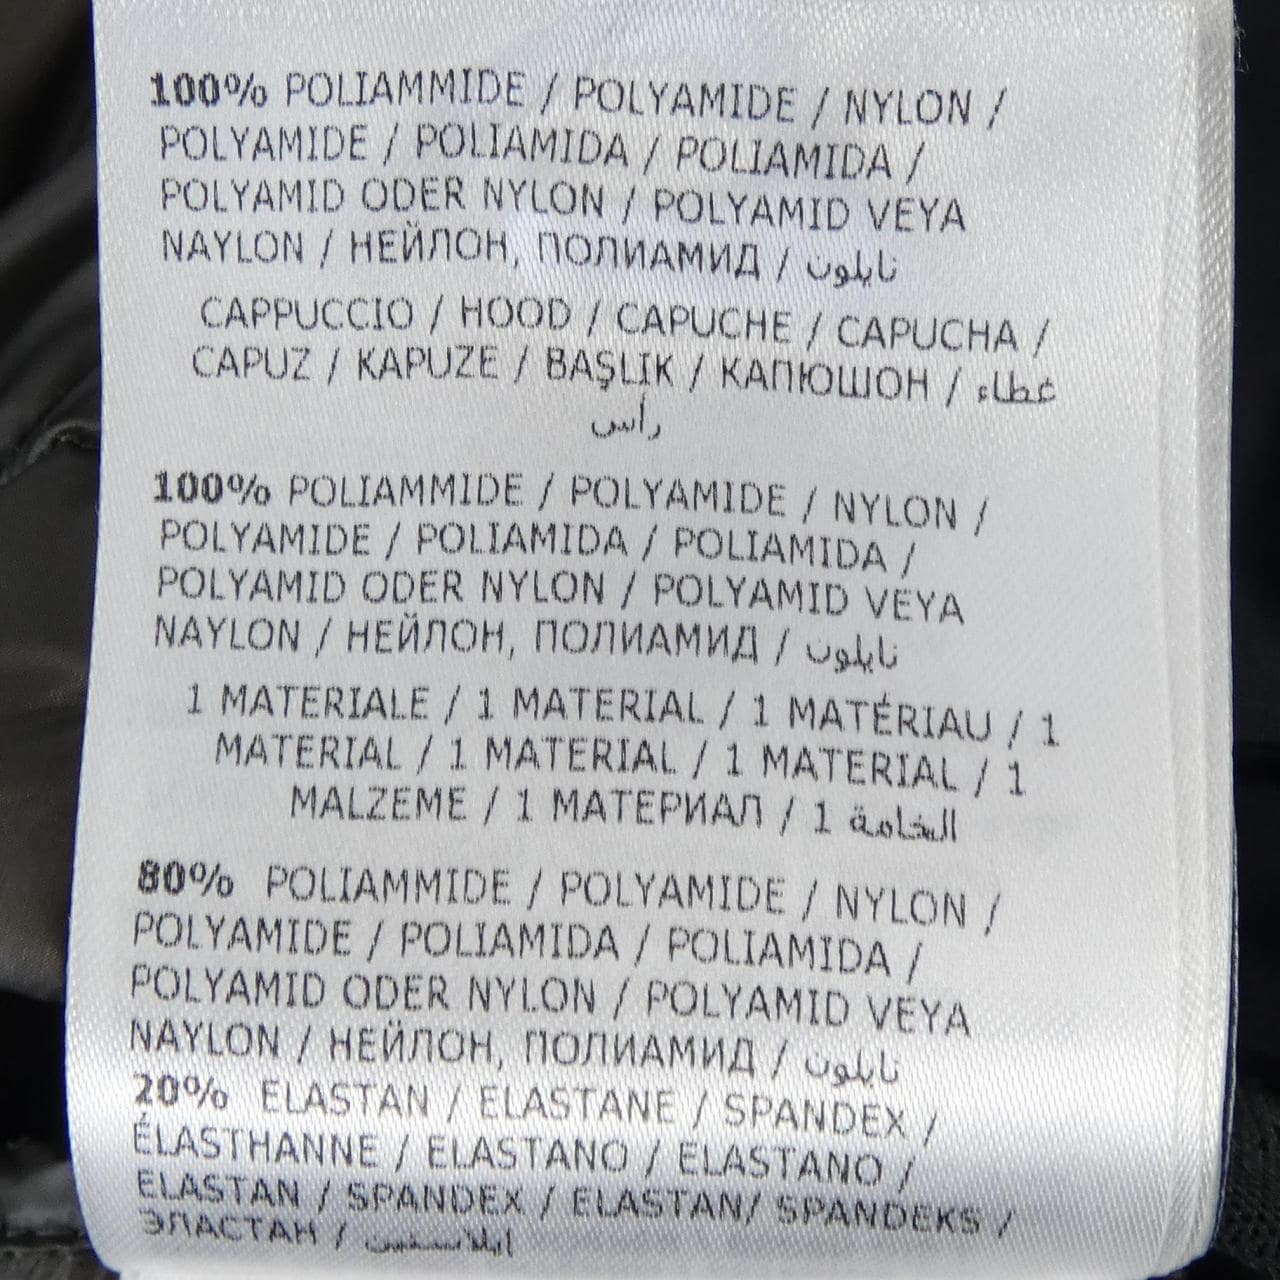 100% POLIAMMIDE / POLYAMIDE / NYLON /
POLYAMIDE / POLIAMIDA / POLIAMIDA /
POLYAMID ODER NYLON / POLYAMID VEYA
NAYLON / НЕЙЛОН, ПОЛИАМИД / نايلون
CAPPUCCIO / HOOD / CAPUCHE / CAPUCHA /
CAPUZ / KAPUZE / BAŞLIK / КАПЮШОН / غطاء
رأس
100% POLIAMMIDE / POLYAMIDE / NYLON /
POLYAMIDE / POLIAMIDA / POLIAMIDA /
POLYAMID ODER NYLON / POLYAMID VEYA
NAYLON / НЕЙЛОН, ПОЛИАМИД / نايلون
1 MATERIALE / 1 MATERIAL / 1 MATÉRIAU / 1
MATERIAL / 1 MATERIAL / 1 MATERIAL / 1
MALZEME / 1 МАТЕРИАЛ / 1 الخامة
80% POLIAMMIDE / POLYAMIDE / NYLON /
POLYAMIDE / POLIAMIDA / POLIAMIDA /
POLYAMID ODER NYLON / POLYAMID VEYA
NAYLON / НЕЙЛОН, ПОЛИАМИД / نايلون
20% ELASTAN / ELASTANE / SPANDEX /
ÉLASTHANNE / ELASTANO / ELASTANO /
ELASTAN / SPANDEX / ELASTAN/ SPANDEKS /
ЭЛАСТАН /